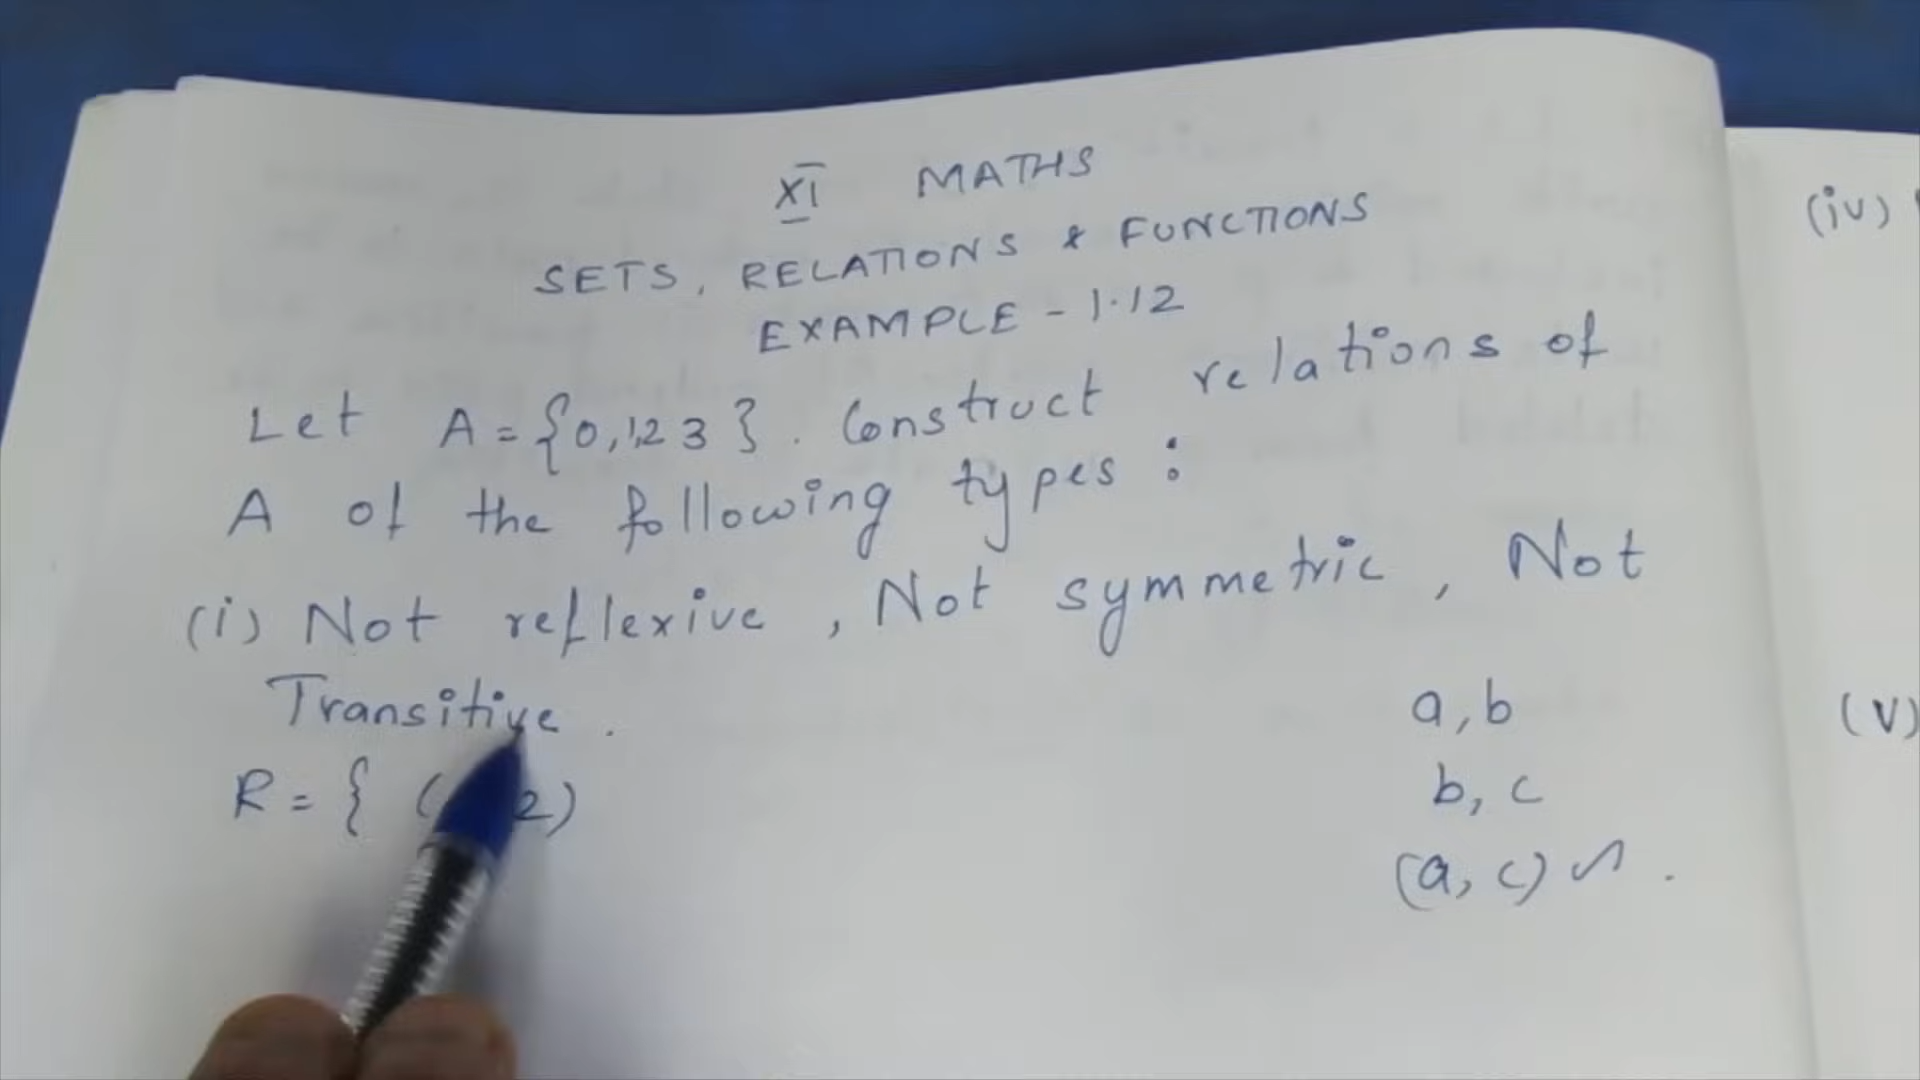 XI MATHS
SETS, RELATIONS & FUNCTIONS
EXAMPLE - 1.12
Let A = {0,1,2 3}. Construct relations of
A of the following types :
(i) Not reflexive, Not symmetric, Not
Transitive.
R = { ( 2)
a, b
b, c
(a, c)
(iv)
(v)